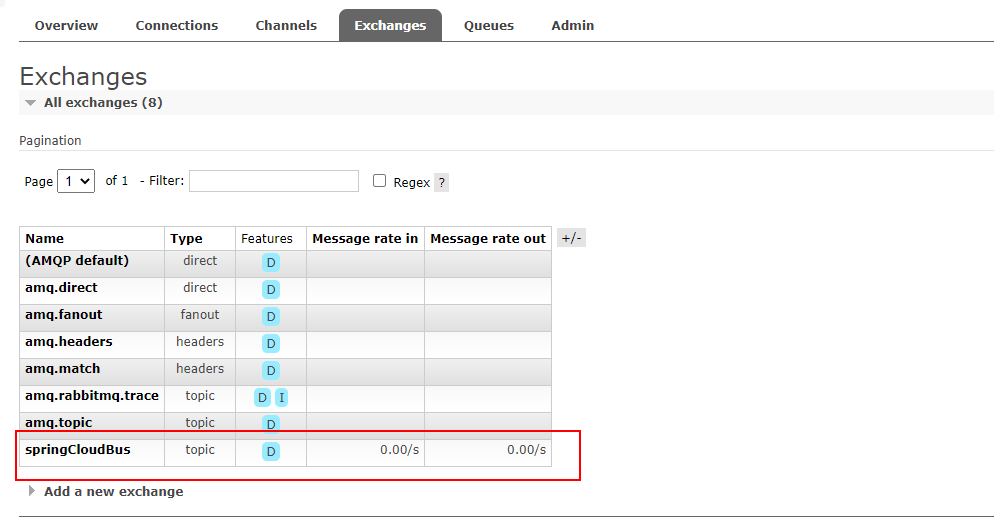 Overview Connections Channels Exchanges Queues Admin
Exchanges
All exchanges (8)
Pagination
Page 1 of 1 - Filter: Regex ?
Name Type Features Message rate in Message rate out +/-
(AMQP default) direct D
amq.direct direct D
amq.fanout fanout D
amq.headers headers D
amq.match headers D
amq.rabbitmq.trace topic D I
amq.topic topic D
springCloudBus topic D 0.00/s 0.00/s
Add a new exchange